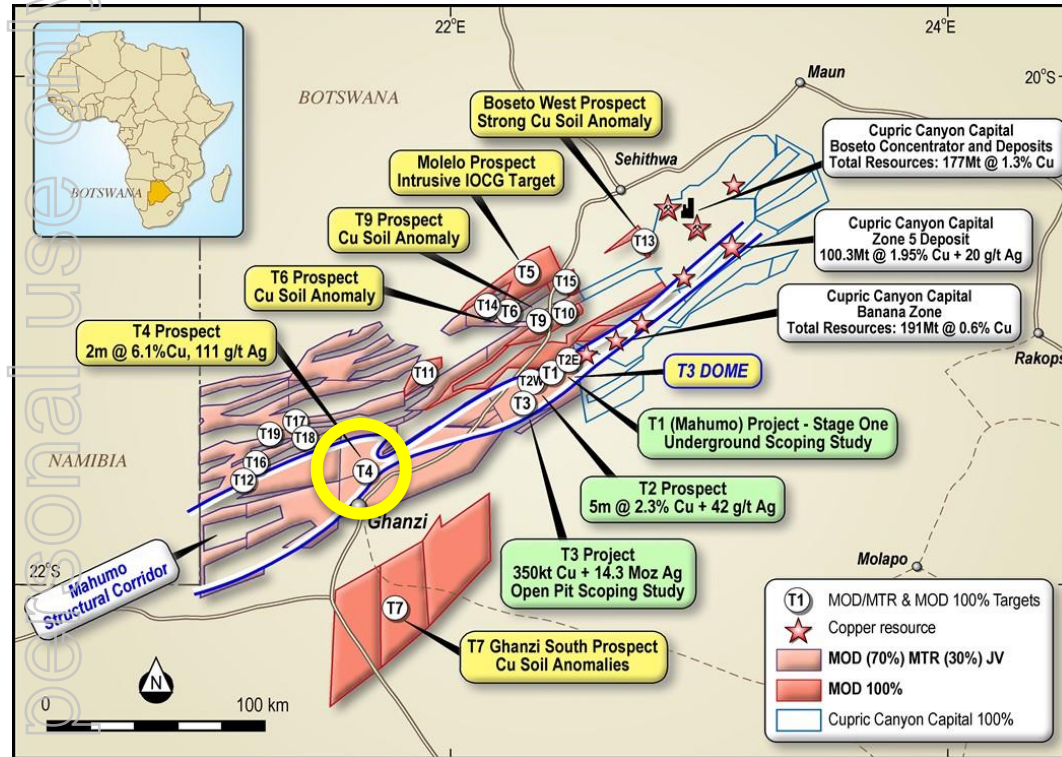 personal use only
22°E
24°E
20°S
22°S
BOTSWANA
BOTSWANA
NAMIBIA
Maun
Sehithwa
Rakops
Molapo
Ghanzi
Boseto West Prospect
Strong Cu Soil Anomaly
Molelo Prospect
Intrusive IOCG Target
T9 Prospect
Cu Soil Anomaly
T6 Prospect
Cu Soil Anomaly
T4 Prospect
2m @ 6.1%Cu, 111 g/t Ag
Cupric Canyon Capital
Boseto Concentrator and Deposits
Total Resources: 177Mt @ 1.3% Cu
Cupric Canyon Capital
Zone 5 Deposit
100.3Mt @ 1.95% Cu + 20 g/t Ag
Cupric Canyon Capital
Banana Zone
Total Resources: 191Mt @ 0.6% Cu
T3 DOME
T1 (Mahumo) Project - Stage One
Underground Scoping Study
T2 Prospect
5m @ 2.3% Cu + 42 g/t Ag
T3 Project
350kt Cu + 14.3 Moz Ag
Open Pit Scoping Study
T7 Ghanzi South Prospect
Cu Soil Anomalies
Mahumo
Structural Corridor
T13
T5
T15
T14
T6
T9
T10
T11
T2E
T1
T2W
T3
T17
T19
T18
T16
T12
T4
T7
N
0
100 km
T1
MOD/MTR & MOD 100% Targets
Copper resource
MOD (70%) MTR (30%) JV
MOD 100%
Cupric Canyon Capital 100%